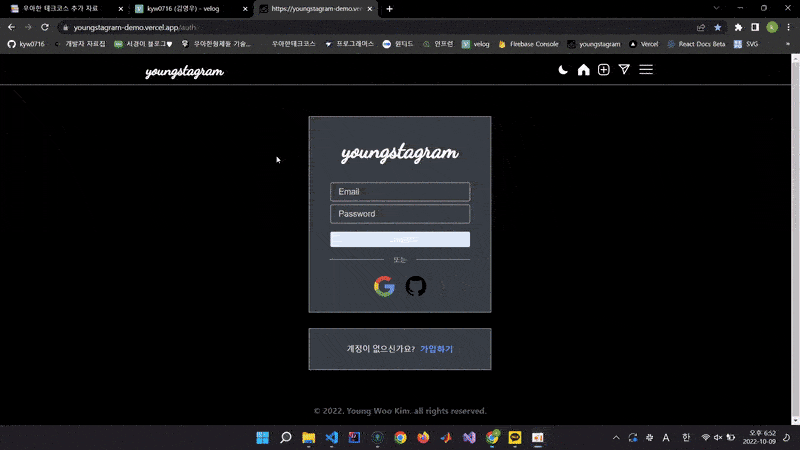 우아한 테크코스 추가 자료
kyw0716 (김영우) - velog
https://youngstagram-demo.ver
youngstagram-demo.vercel.app/auth
kyw0716
개발자 자료집
서경이 블로그♥
우아한형제들 기술...
우아한테크코스
프로그래머스
원티드
인프런
velog
Firebase Console
youngstagram
Vercel
React Docs Beta
SVG
youngstagram
youngstagram
Email
Password
또는
계정이 없으신가요? 가입하기
© 2022. Young Woo Kim. all rights reserved.
A
한
오후 6:52
2022-10-09